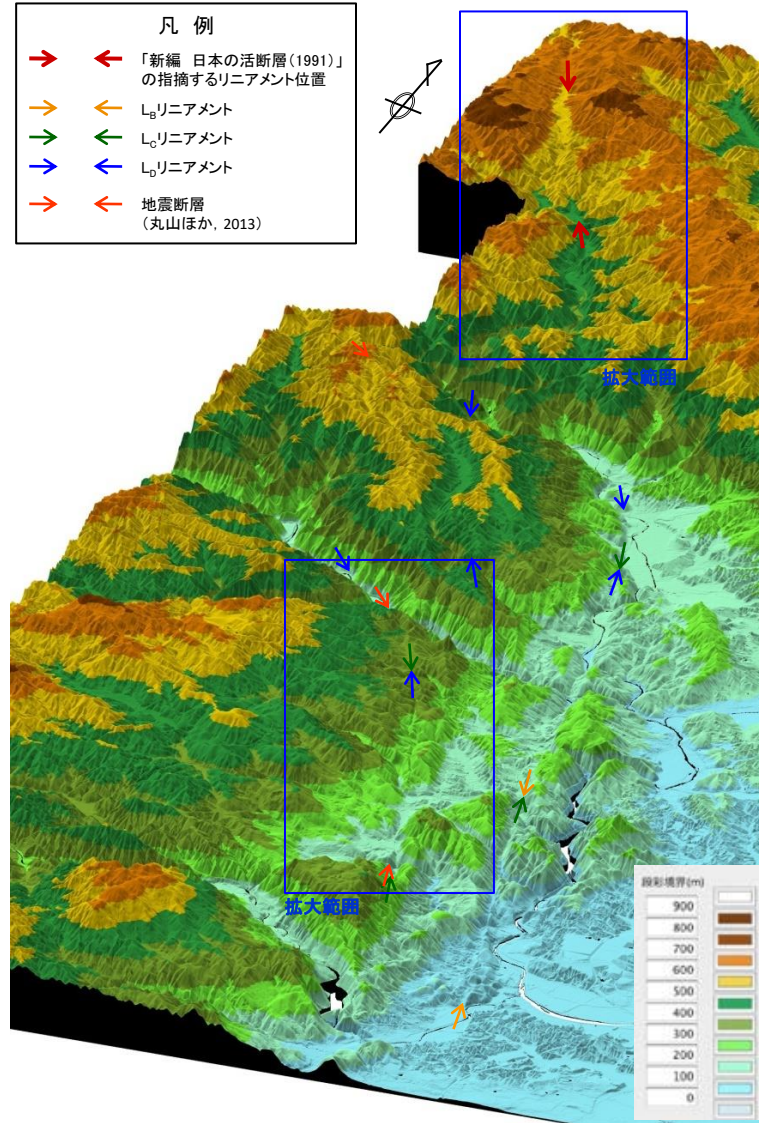 凡 例
「新編 日本の活断層(1991)」
の指摘するリニアメント位置
LBリニアメント
LCリニアメント
LDリニアメント
地震断層
(丸山ほか, 2013)
拡大範囲
拡大範囲
段彩境界(m)
900
800
700
600
500
400
300
200
100
0